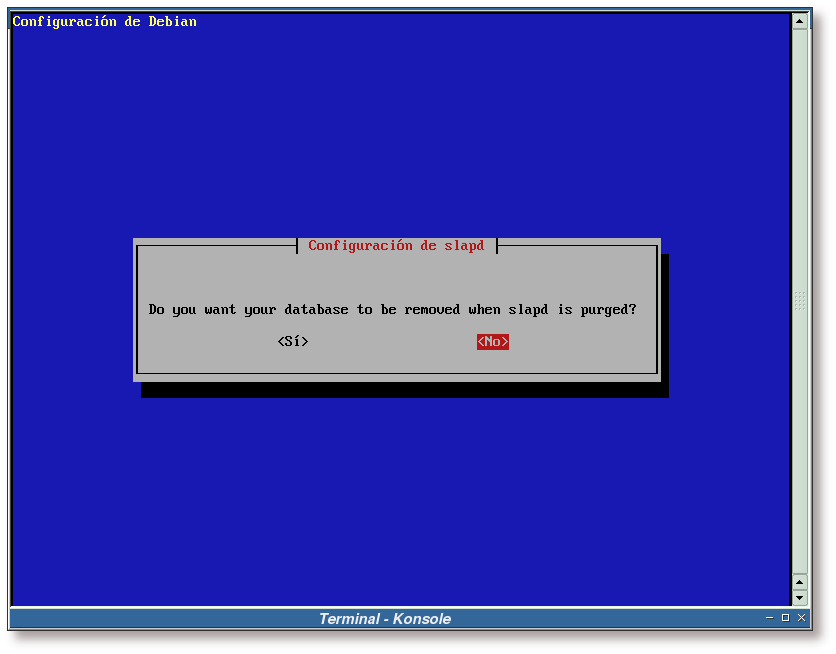 Configuración de Debian
Configuración de slapd
Do you want your database to be removed when slapd is purged?
<Sí> <No>
Terminal - Konsole